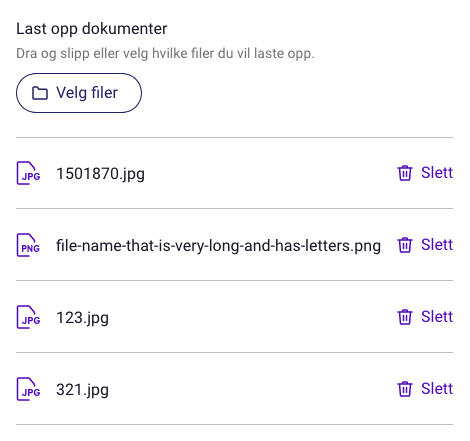 Last opp dokumenter
Dra og slipp eller velg hvilke filer du vil laste opp.
Velg filer
JPG 1501870.jpg Slett
PNG file-name-that-is-very-long-and-has-letters.png Slett
JPG 123.jpg Slett
JPG 321.jpg Slett